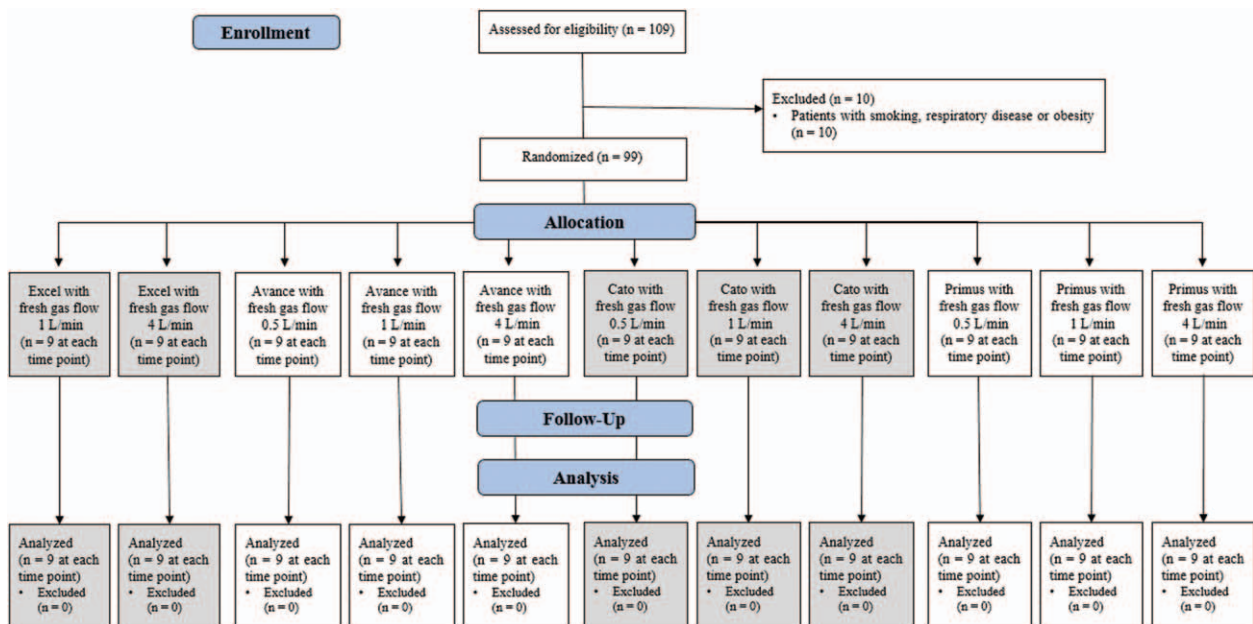 Enrollment
Assessed for eligibility (n = 109)
Excluded (n = 10)
• Patients with smoking, respiratory disease or obesity
(n = 10)
Randomized (n = 99)
Allocation
Excel with
fresh gas flow
1 L/min
(n = 9 at each
time point)
Excel with
fresh gas flow
4 L/min
(n = 9 at each
time point)
Avance with
fresh gas flow
0.5 L/min
(n = 9 at each
time point)
Avance with
fresh gas flow
1 L/min
(n = 9 at each
time point)
Avance with
fresh gas flow
4 L/min
(n = 9 at each
time point)
Cato with
fresh gas flow
0.5 L/min
(n = 9 at each
time point)
Cato with
fresh gas flow
1 L/min
(n = 9 at each
time point)
Cato with
fresh gas flow
4 L/min
(n = 9 at each
time point)
Primus with
fresh gas flow
0.5 L/min
(n = 9 at each
time point)
Primus with
fresh gas flow
1 L/min
(n = 9 at each
time point)
Primus with
fresh gas flow
4 L/min
(n = 9 at each
time point)
Follow-Up
Analysis
Analyzed
(n = 9 at each
time point)
• Excluded
(n = 0)
Analyzed
(n = 9 at each
time point)
• Excluded
(n = 0)
Analyzed
(n = 9 at each
time point)
• Excluded
(n = 0)
Analyzed
(n = 9 at each
time point)
• Excluded
(n = 0)
Analyzed
(n = 9 at each
time point)
• Excluded
(n = 0)
Analyzed
(n = 9 at each
time point)
• Excluded
(n = 0)
Analyzed
(n = 9 at each
time point)
• Excluded
(n = 0)
Analyzed
(n = 9 at each
time point)
• Excluded
(n = 0)
Analyzed
(n = 9 at each
time point)
• Excluded
(n = 0)
Analyzed
(n = 9 at each
time point)
• Excluded
(n = 0)
Analyzed
(n = 9 at each
time point)
• Excluded
(n = 0)